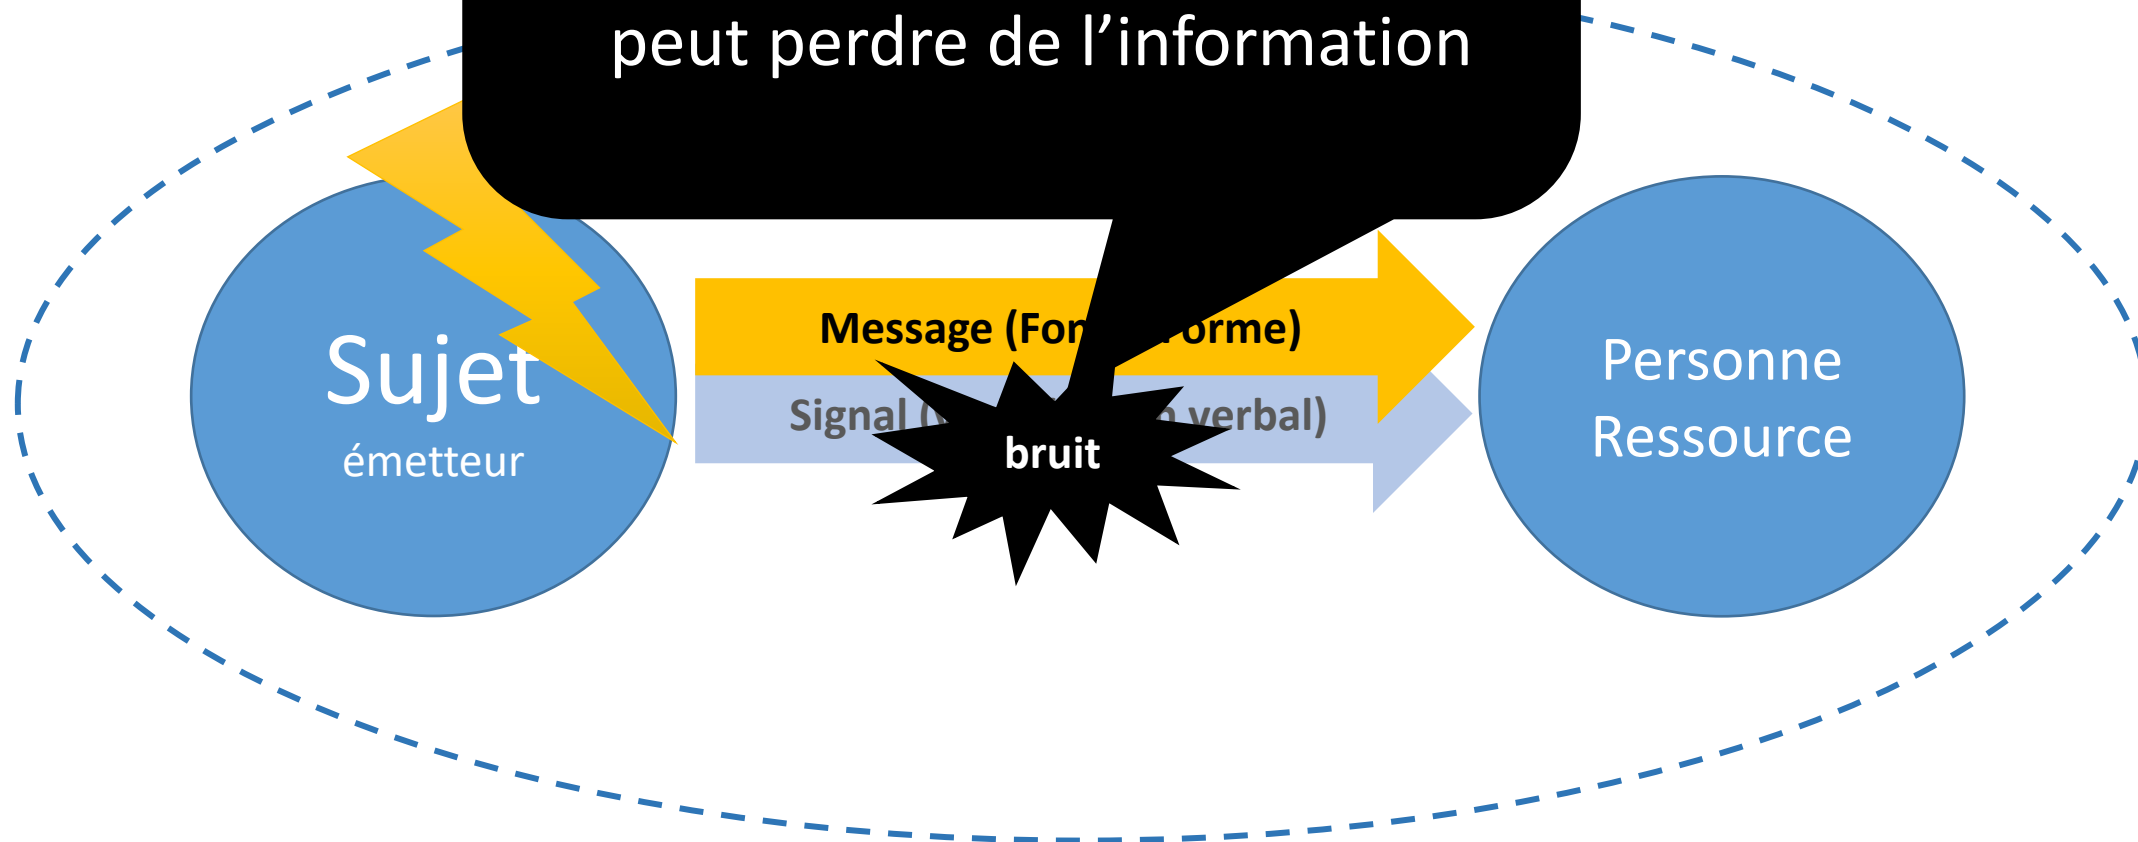 peut perdre de l’information
Message (Fon orme)
Signal ( verbal)
Sujet
émetteur
bruit
Personne
Ressource